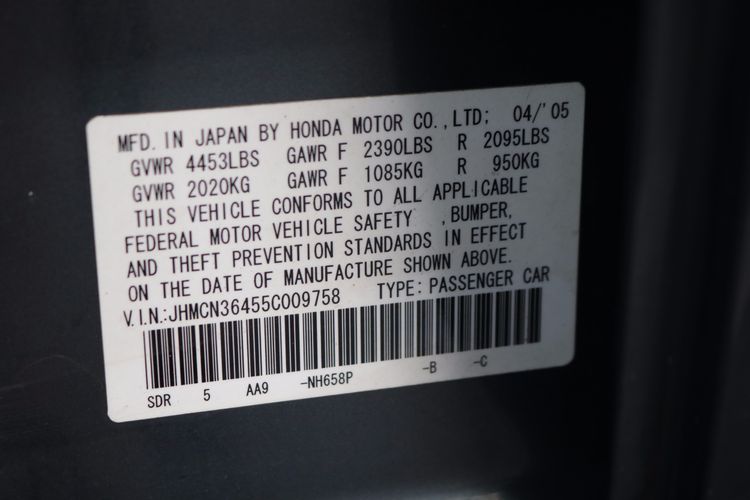 MFD. IN JAPAN BY HONDA MOTOR CO.,LTD; 04/'05
GVWR 4453LBS GAWR F 2390LBS R 2095LBS
GVWR 2020KG GAWR F 1085KG R 950KG
THIS VEHICLE CONFORMS TO ALL APPLICABLE
FEDERAL MOTOR VEHICLE SAFETY ,BUMPER,
AND THEFT PREVENTION STANDARDS IN EFFECT
ON THE DATE OF MANUFACTURE SHOWN ABOVE.
V.I.N.:JHMCN36455C009758 TYPE: PASSENGER CAR
SDR 5 AA9 -NH658P -B -C